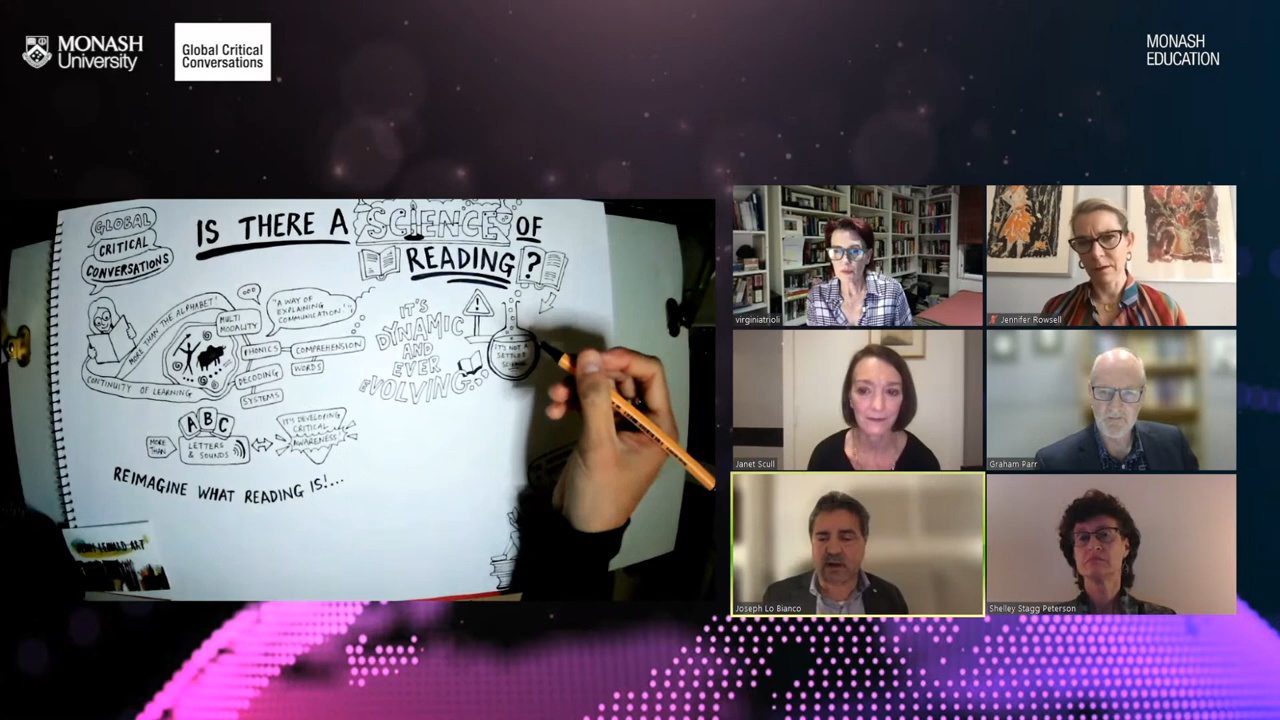 MONASH
University
Global Critical
Conversations
MONASH
EDUCATION
GLOBAL
CRITICAL
CONVERSATIONS
IS THERE A SCIENCE OF
READING?
MORE THAN THE ALPHABET!
CONTINUITY OF LEARNING
MULTI
MODALITY
"A WAY OF
EXPLAINING
COMMUNICATION"
PHONICS
COMPREHENSION
WORDS
DECODING
SYSTEMS
IT'S
DYNAMIC
AND
EVER
EVOLVING...
IT'S NOT A
SETTLED
SCIENCE
ABC
MORE
THAN
LETTERS
& SOUNDS
IT'S DEVELOPING
CRITICAL
AWARENESS!
REIMAGINE WHAT READING IS!...
virginiatrioli
Jennifer Rowsell
Janet Scull
Graham Parr
Joseph Lo Bianco
Shelley Stagg Peterson